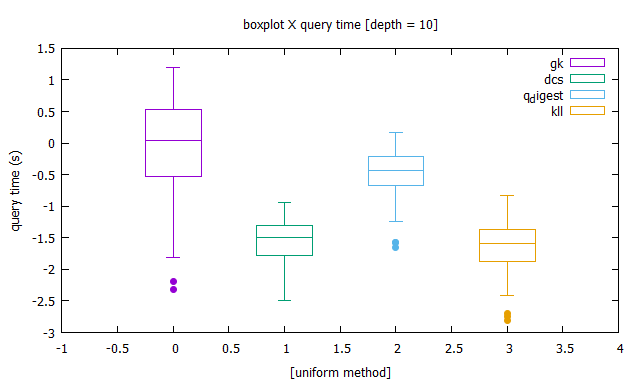 boxplot X query time [depth = 10]
query time (s)
1.5
1
0.5
0
-0.5
-1
-1.5
-2
-2.5
-3
gk
dcs
q_digest
kll
-1 -0.5 0 0.5 1 1.5 2 2.5 3 3.5 4
[uniform method]